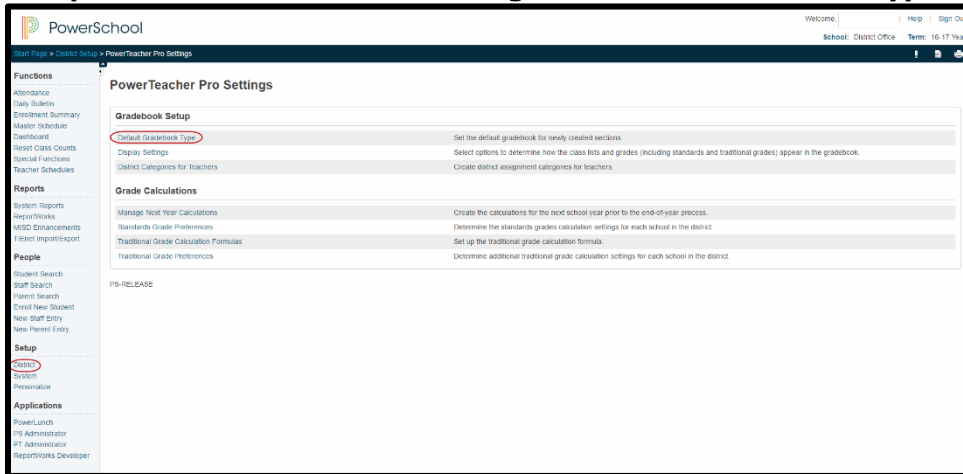 PowerSchool
Welcome, | Help | Sign Ou
School: District Office Term: 16-17 Yea
Start Page > District Setup > PowerTeacher Pro Settings
Functions
Attendance
Daily Bulletin
Enrollment Summary
Master Schedule
Dashboard
Reset Class Counts
Special Functions
Teacher Schedules
Reports
System Reports
ReportWorks
MISD Enhancements
TIEnet Import/Export
People
Student Search
Staff Search
Parent Search
Enroll New Student
New Staff Entry
New Parent Entry
Setup
District
System
Personalize
Applications
PowerLunch
PS Administrator
PT Administrator
ReportWorks Developer
PowerTeacher Pro Settings
Gradebook Setup
Default Gradebook Type Set the default gradebook for newly created sections.
Display Settings Select options to determine how the class lists and grades (including standards and traditional grades) appear in the gradebook.
District Categories for Teachers Create district assignment categories for teachers.
Grade Calculations
Manage Next Year Calculations Create the calculations for the next school year prior to the end-of-year process.
Standards Grade Preferences Determine the standards grades calculation settings for each school in the district.
Traditional Grade Calculation Formulas Set up the traditional grade calculation formula.
Traditional Grade Preferences Determine additional traditional grade calculation settings for each school in the district.
PS-RELEASE